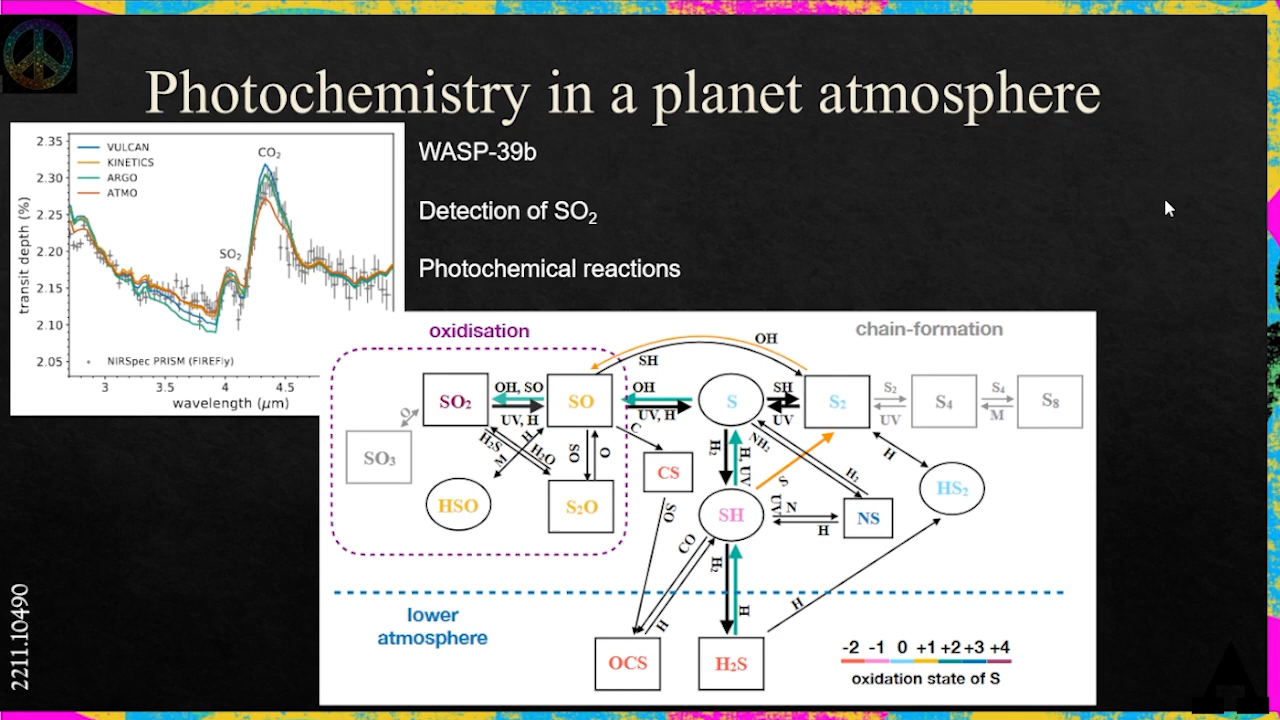 Photochemistry in a planet atmosphere
WASP-39b
Detection of SO₂
Photochemical reactions
2.35
2.30
2.25
2.20
2.15
2.10
2.05
transit depth (%)
VULCAN
KINETICS
ARGO
ATMO
CO₂
SO₂
NIRSpec PRISM (FIREFly)
3
3.5
4
4.5
wavelength (μm)
oxidisation
chain-formation
OH
SH
SO₂
OH, SO
UV, H
SO
OH
UV, H
S
SH
UV
S₂
S₂
UV
S₄
S₄
M
S₈
O
SO₃
H₂S
H₂O
H
M
SO
O
C
CS
H₂
H, UV
NH₂
H₂
S
UV
H
HS₂
HSO
S₂O
SH
N
H
NS
SO
CO
H
H₂
H
H
lower
atmosphere
OCS
H₂S
-2 -1 0 +1 +2 +3 +4
oxidation state of S
2211.10490